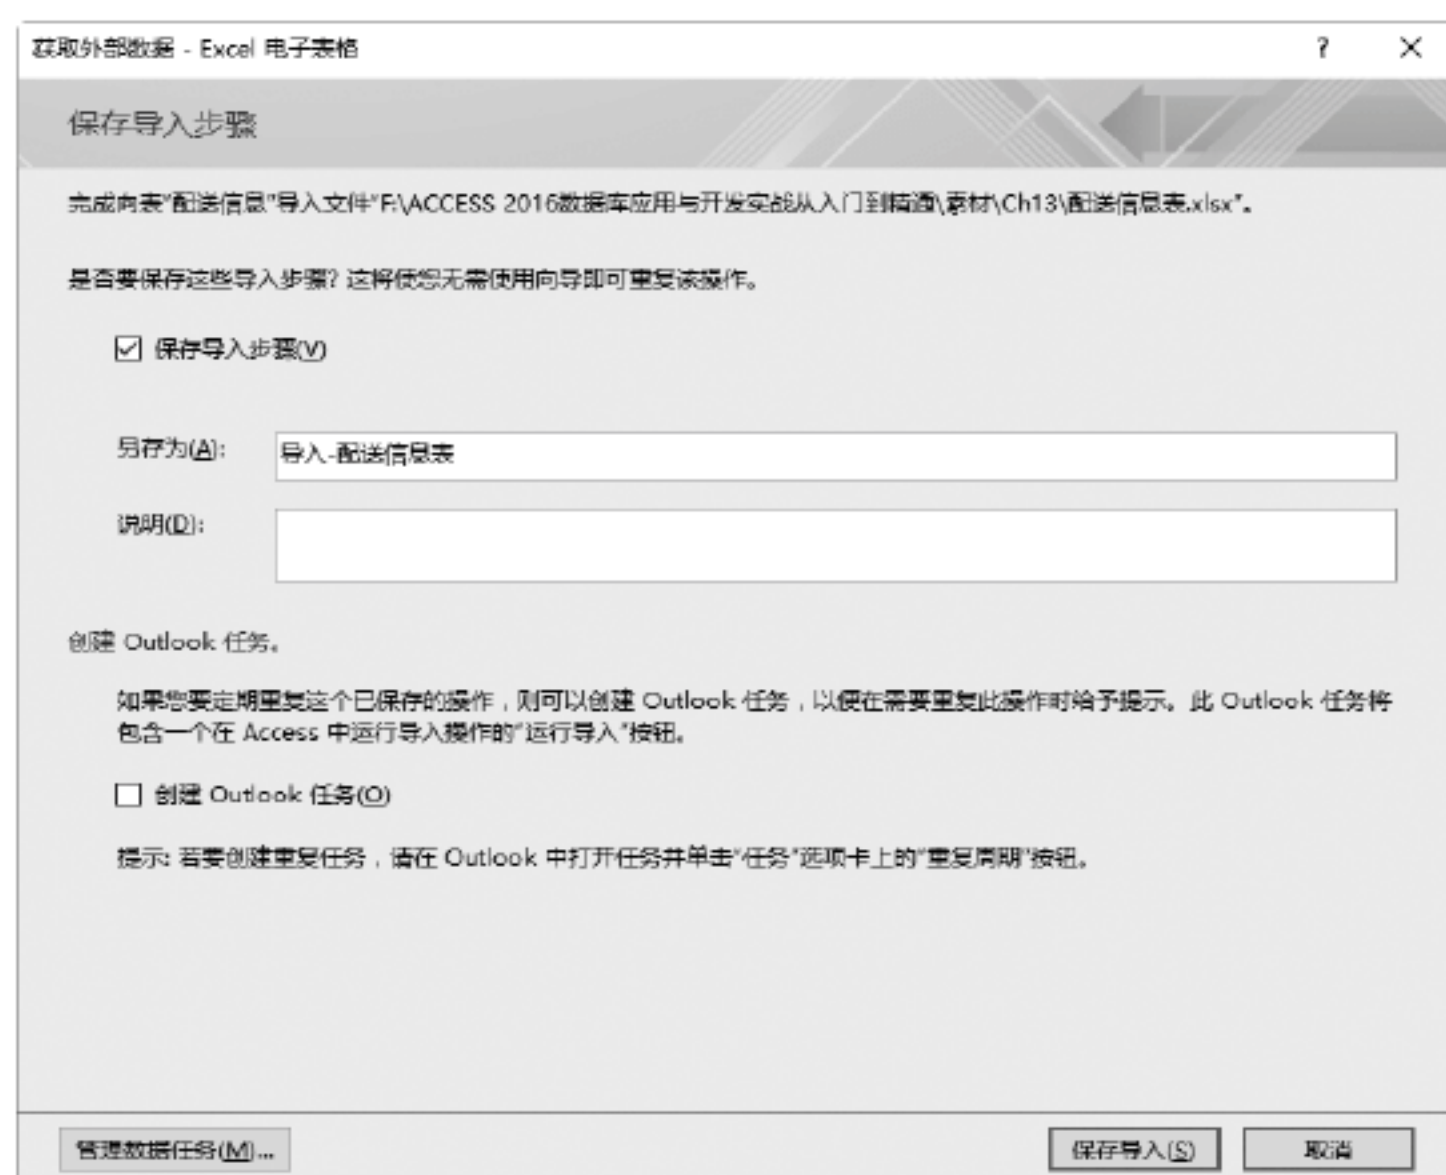 获取外部数据 - Excel 电子表格
? ×
保存导入步骤
完成向表"配送信息"导入文件"F:\ACCESS 2016数据库应用与开发实战从入门到精通\素材\Ch13\配送信息表.xlsx"。
是否要保存这些导入步骤? 这将使您无需使用向导即可重复该操作。
保存导入步骤(V)
另存为(A):
导入-配送信息表
说明(D):
创建 Outlook 任务。
如果您要定期重复这个已保存的操作，则可以创建 Outlook 任务，以便在需要重复此操作时给予提示。此 Outlook 任务将
包含一个在 Access 中运行导入操作的"运行导入"按钮。
创建 Outlook 任务(O)
提示: 若要创建重复任务，请在 Outlook 中打开任务并单击"任务"选项卡上的"重复周期"按钮。
管理数据任务(M)...
保存导入(S)
取消